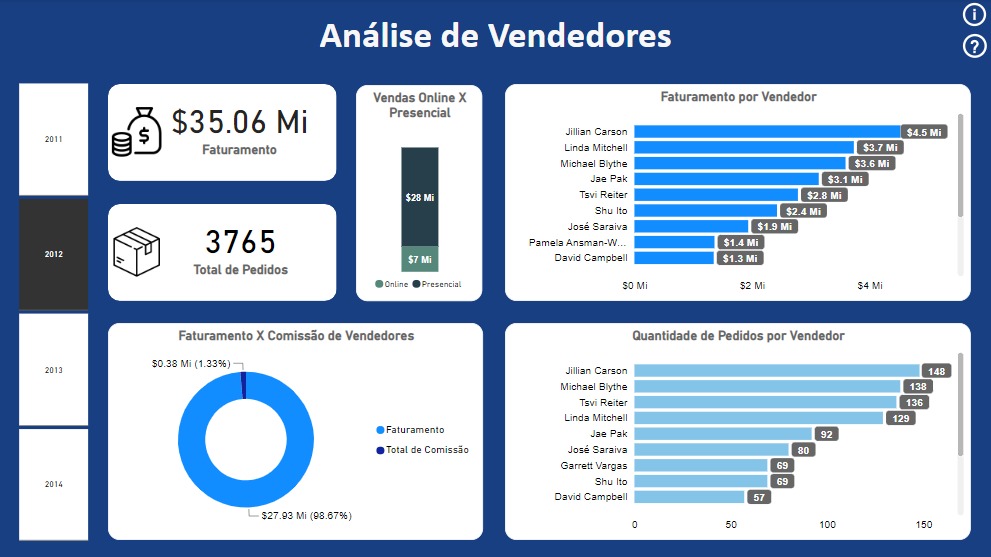 Análise de Vendedores
i
?
2011
2012
2013
2014
$35.06 Mi
Faturamento
3765
Total de Pedidos
Vendas Online X
Presencial
$28 Mi
$7 Mi
Online Presencial
Faturamento por Vendedor
Jillian Carson $4.5 Mi
Linda Mitchell $3.7 Mi
Michael Blythe $3.6 Mi
Jae Pak $3.1 Mi
Tsvi Reiter $2.8 Mi
Shu Ito $2.4 Mi
José Saraiva $1.9 Mi
Pamela Ansman-W... $1.4 Mi
David Campbell $1.3 Mi
$0 Mi $2 Mi $4 Mi
Faturamento X Comissão de Vendedores
$0.38 Mi (1.33%)
Faturamento
Total de Comissão
$27.93 Mi (98.67%)
Quantidade de Pedidos por Vendedor
Jillian Carson 148
Michael Blythe 138
Tsvi Reiter 136
Linda Mitchell 129
Jae Pak 92
José Saraiva 80
Garrett Vargas 69
Shu Ito 69
David Campbell 57
0 50 100 150